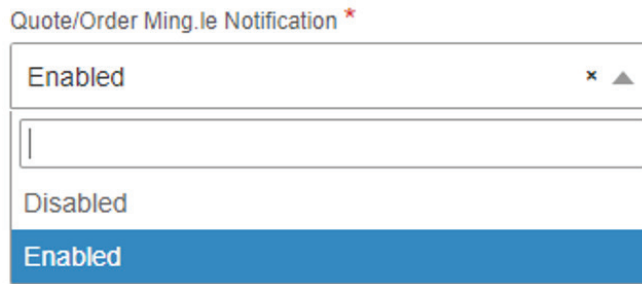 Quote/Order Ming.le Notification *
Enabled × ▲
Disabled
Enabled